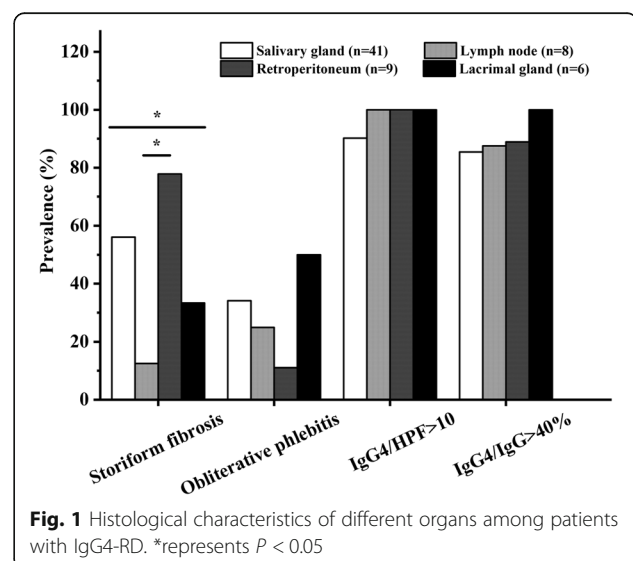 120
100
80
60
40
20
0
Prevalence (%)
Salivary gland (n=41) Lymph node (n=8)
Retroperitoneum (n=9) Lacrimal gland (n=6)
*
*
Storiform fibrosis
Obliterative phlebitis
IgG4/HPF>10
IgG4/IgG>40%
Fig. 1 Histological characteristics of different organs among patients
with IgG4-RD. *represents P < 0.05